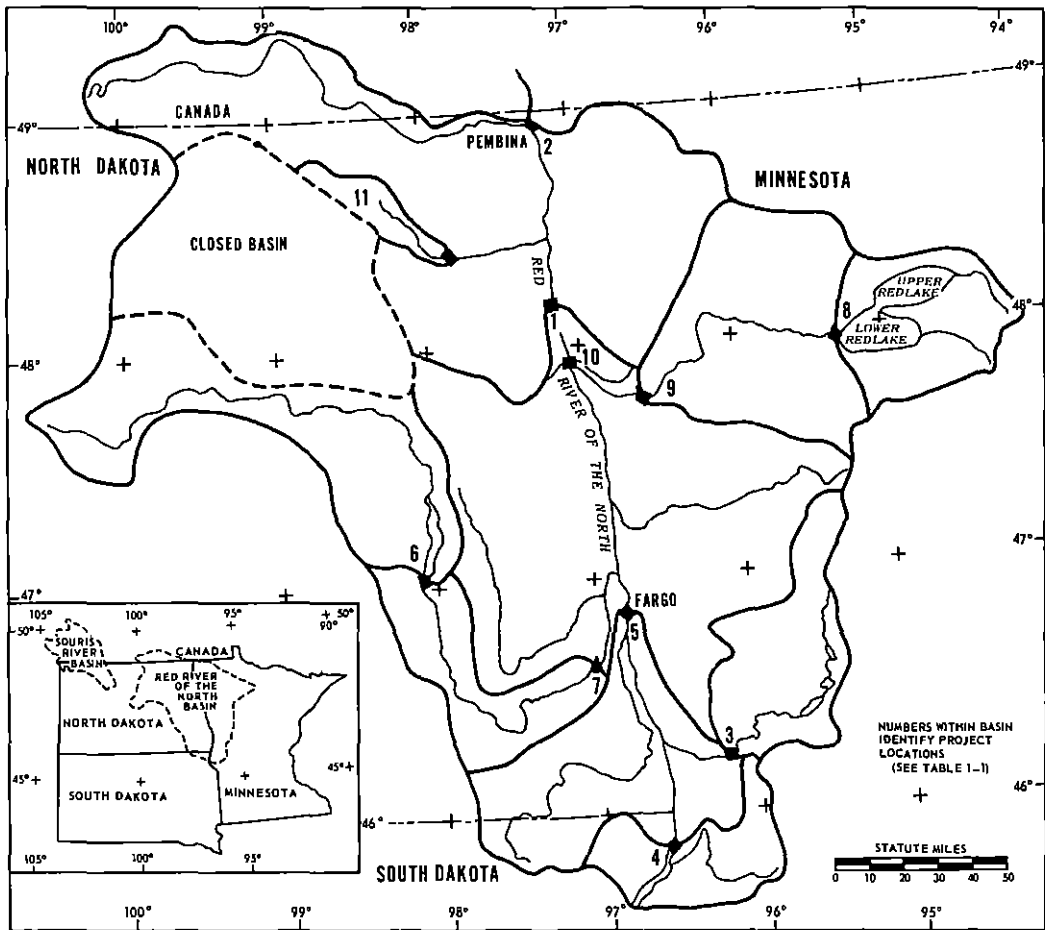 100°
99°
98°
97°
96°
95°
94°
49°
49°
CANADA
PEMBINA
2
NORTH DAKOTA
MINNESOTA
11
CLOSED BASIN
RED
UPPER
REDLAKE
8
LOWER
REDLAKE
48°
1
10
48°
9
RIVER OF THE NORTH
6
47°
47°
FARGO
5
7
3
NUMBERS WITHIN BASIN
IDENTIFY PROJECT
LOCATIONS
(SEE TABLE 1-1)
46°
46°
4
SOUTH DAKOTA
STATUTE MILES
0 10 20 30 40 50
105°
100°
95°
50°
90°
50°
SOURIS
RIVER
BASIN
CANADA
RED RIVER
OF THE
NORTH
BASIN
NORTH DAKOTA
45°
45°
SOUTH DAKOTA
MINNESOTA
105°
100°
95°
100°
99°
98°
97°
96°
95°